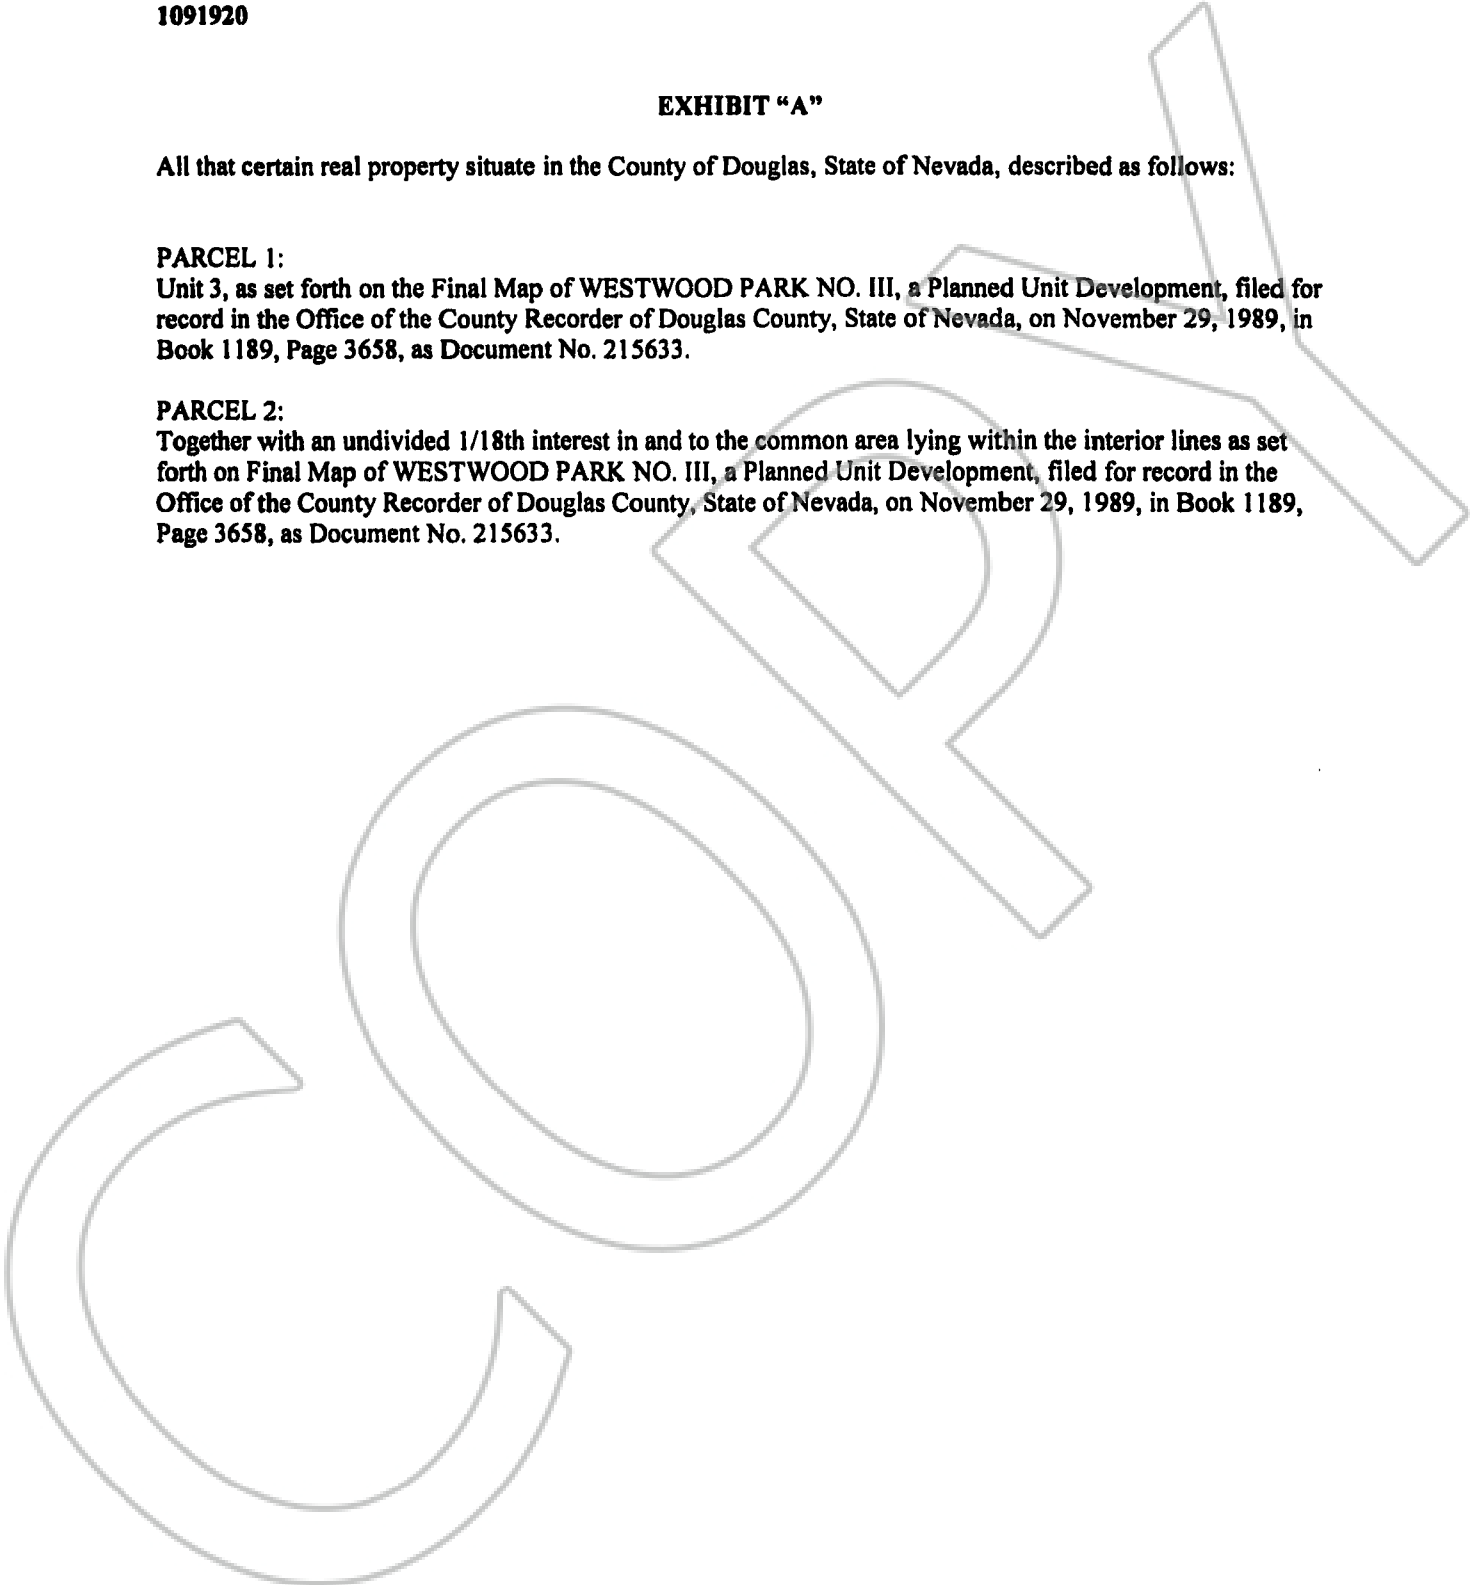 1091920
EXHIBIT “A”
All that certain real property situate in the County of Douglas, State of Nevada, described as follows:
PARCEL 1:
Unit 3, as set forth on the Final Map of WESTWOOD PARK NO. III, a Planned Unit Development, filed for
record in the Office of the County Recorder of Douglas County, State of Nevada, on November 29, 1989, in
Book 1189, Page 3658, as Document No. 215633.
PARCEL 2:
Together with an undivided 1/18th interest in and to the common area lying within the interior lines as set
forth on Final Map of WESTWOOD PARK NO. III, a Planned Unit Development, filed for record in the
Office of the County Recorder of Douglas County, State of Nevada, on November 29, 1989, in Book 1189,
Page 3658, as Document No. 215633.
COPY